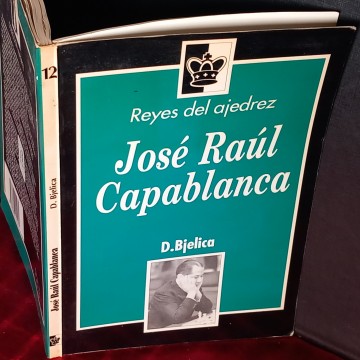 Reyes del ajedrez
José Raúl
Capablanca
D.Bjelica
12
D. Bjelica
José Raúl Capablanca